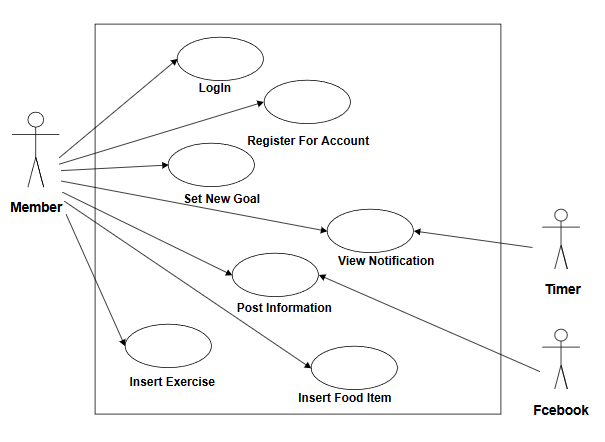 LogIn
Register For Account
Set New Goal
Member
View Notification
Timer
Post Information
Insert Exercise
Insert Food Item
Fcebook